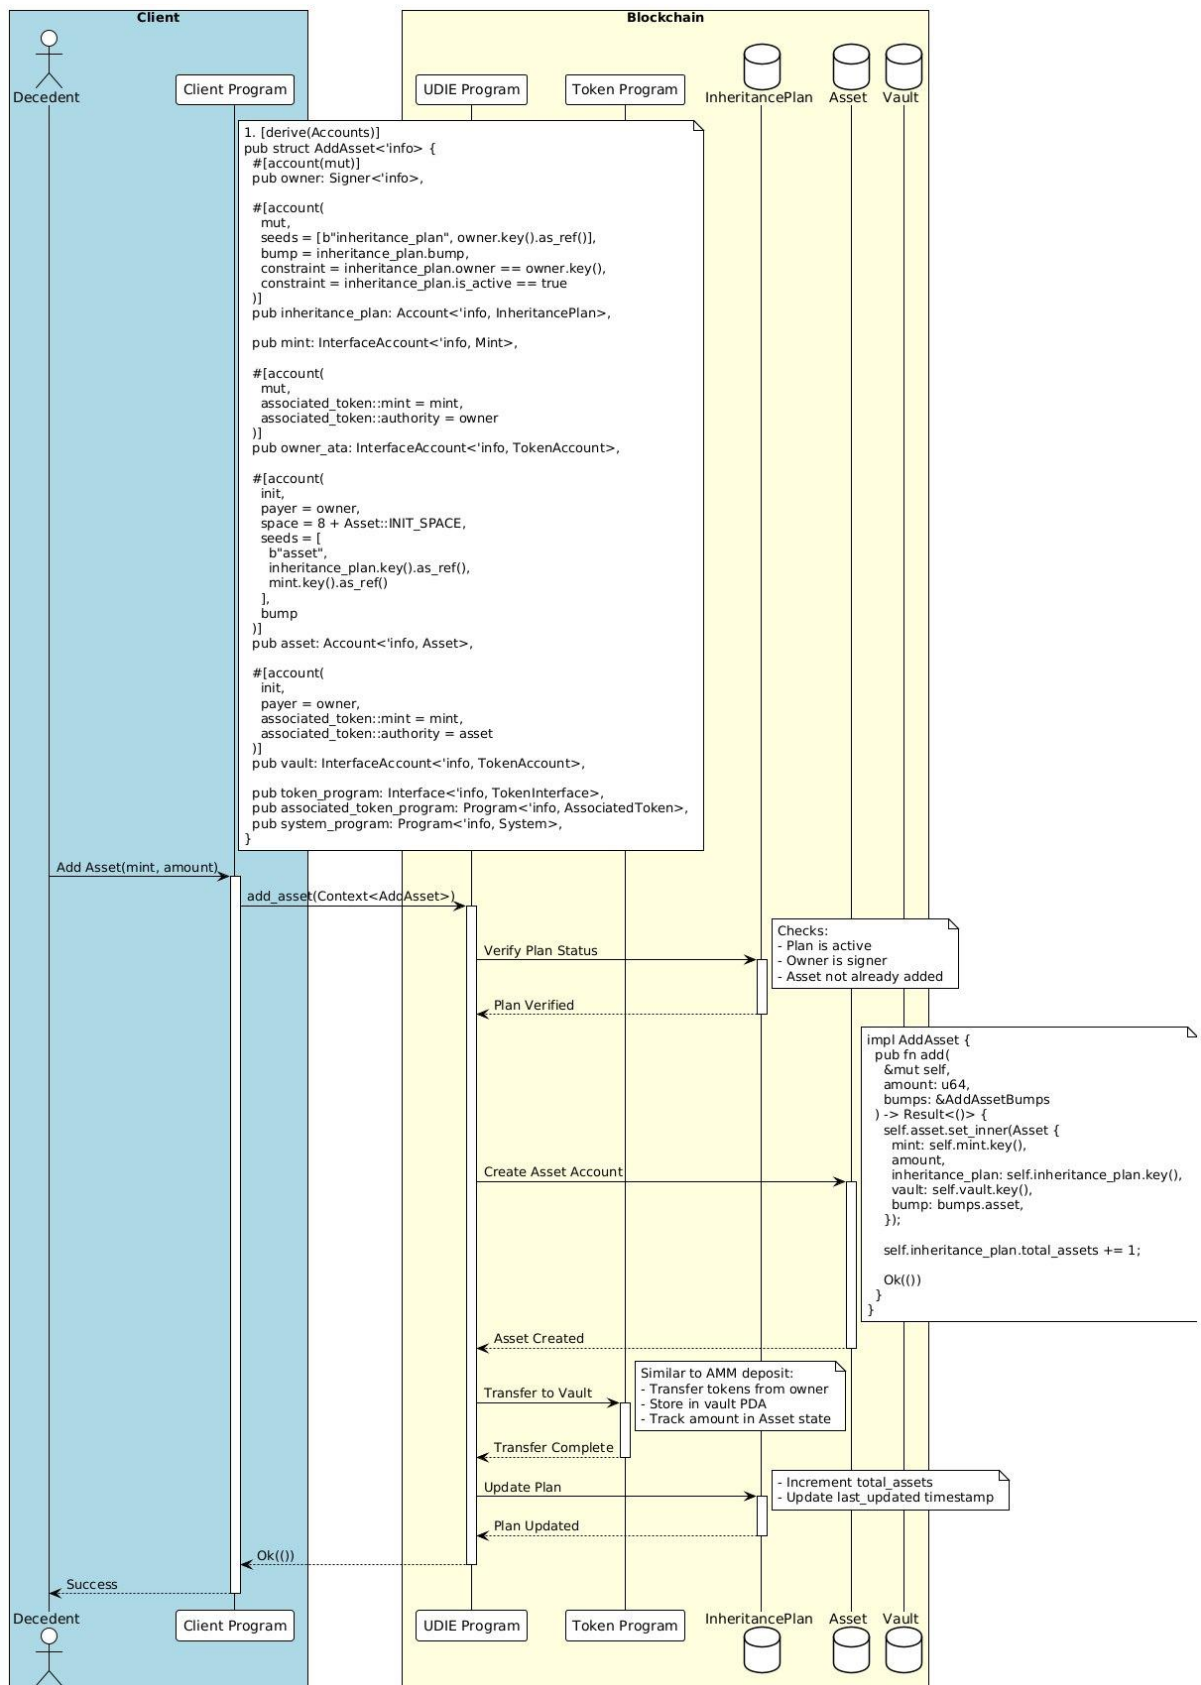 Client
Blockchain
Decedent
Client Program
UDIE Program
Token Program
InheritancePlan
Asset
Vault
1. [derive(Accounts)]
pub struct AddAsset<'info> {
  #[account(mut)]
  pub owner: Signer<'info>,

  #[account(
    mut,
    seeds = [b"inheritance_plan", owner.key().as_ref()],
    bump = inheritance_plan.bump,
    constraint = inheritance_plan.owner == owner.key(),
    constraint = inheritance_plan.is_active == true
  )]
  pub inheritance_plan: Account<'info, InheritancePlan>,

  pub mint: InterfaceAccount<'info, Mint>,

  #[account(
    mut,
    associated_token::mint = mint,
    associated_token::authority = owner
  )]
  pub owner_ata: InterfaceAccount<'info, TokenAccount>,

  #[account(
    init,
    payer = owner,
    space = 8 + Asset::INIT_SPACE,
    seeds = [
      b"asset",
      inheritance_plan.key().as_ref(),
      mint.key().as_ref()
    ],
    bump
  )]
  pub asset: Account<'info, Asset>,

  #[account(
    init,
    payer = owner,
    associated_token::mint = mint,
    associated_token::authority = asset
  )]
  pub vault: InterfaceAccount<'info, TokenAccount>,

  pub token_program: Interface<'info, TokenInterface>,
  pub associated_token_program: Program<'info, AssociatedToken>,
  pub system_program: Program<'info, System>,
}
Add Asset(mint, amount)
add_asset(Context<AddAsset>)
Checks:
- Plan is active
- Owner is signer
- Asset not already added
Verify Plan Status
Plan Verified
impl AddAsset {
  pub fn add(
    &mut self,
    amount: u64,
    bumps: &AddAssetBumps
  ) -> Result<()> {
    self.asset.set_inner(Asset {
      mint: self.mint.key(),
      amount,
      inheritance_plan: self.inheritance_plan.key(),
      vault: self.vault.key(),
      bump: bumps.asset,
    });

    self.inheritance_plan.total_assets += 1;

    Ok(())
  }
}
Create Asset Account
Asset Created
Similar to AMM deposit:
- Transfer tokens from owner
- Store in vault PDA
- Track amount in Asset state
Transfer to Vault
Transfer Complete
- Increment total_assets
- Update last_updated timestamp
Update Plan
Plan Updated
Ok(())
Success
Decedent
Client Program
UDIE Program
Token Program
InheritancePlan
Asset
Vault